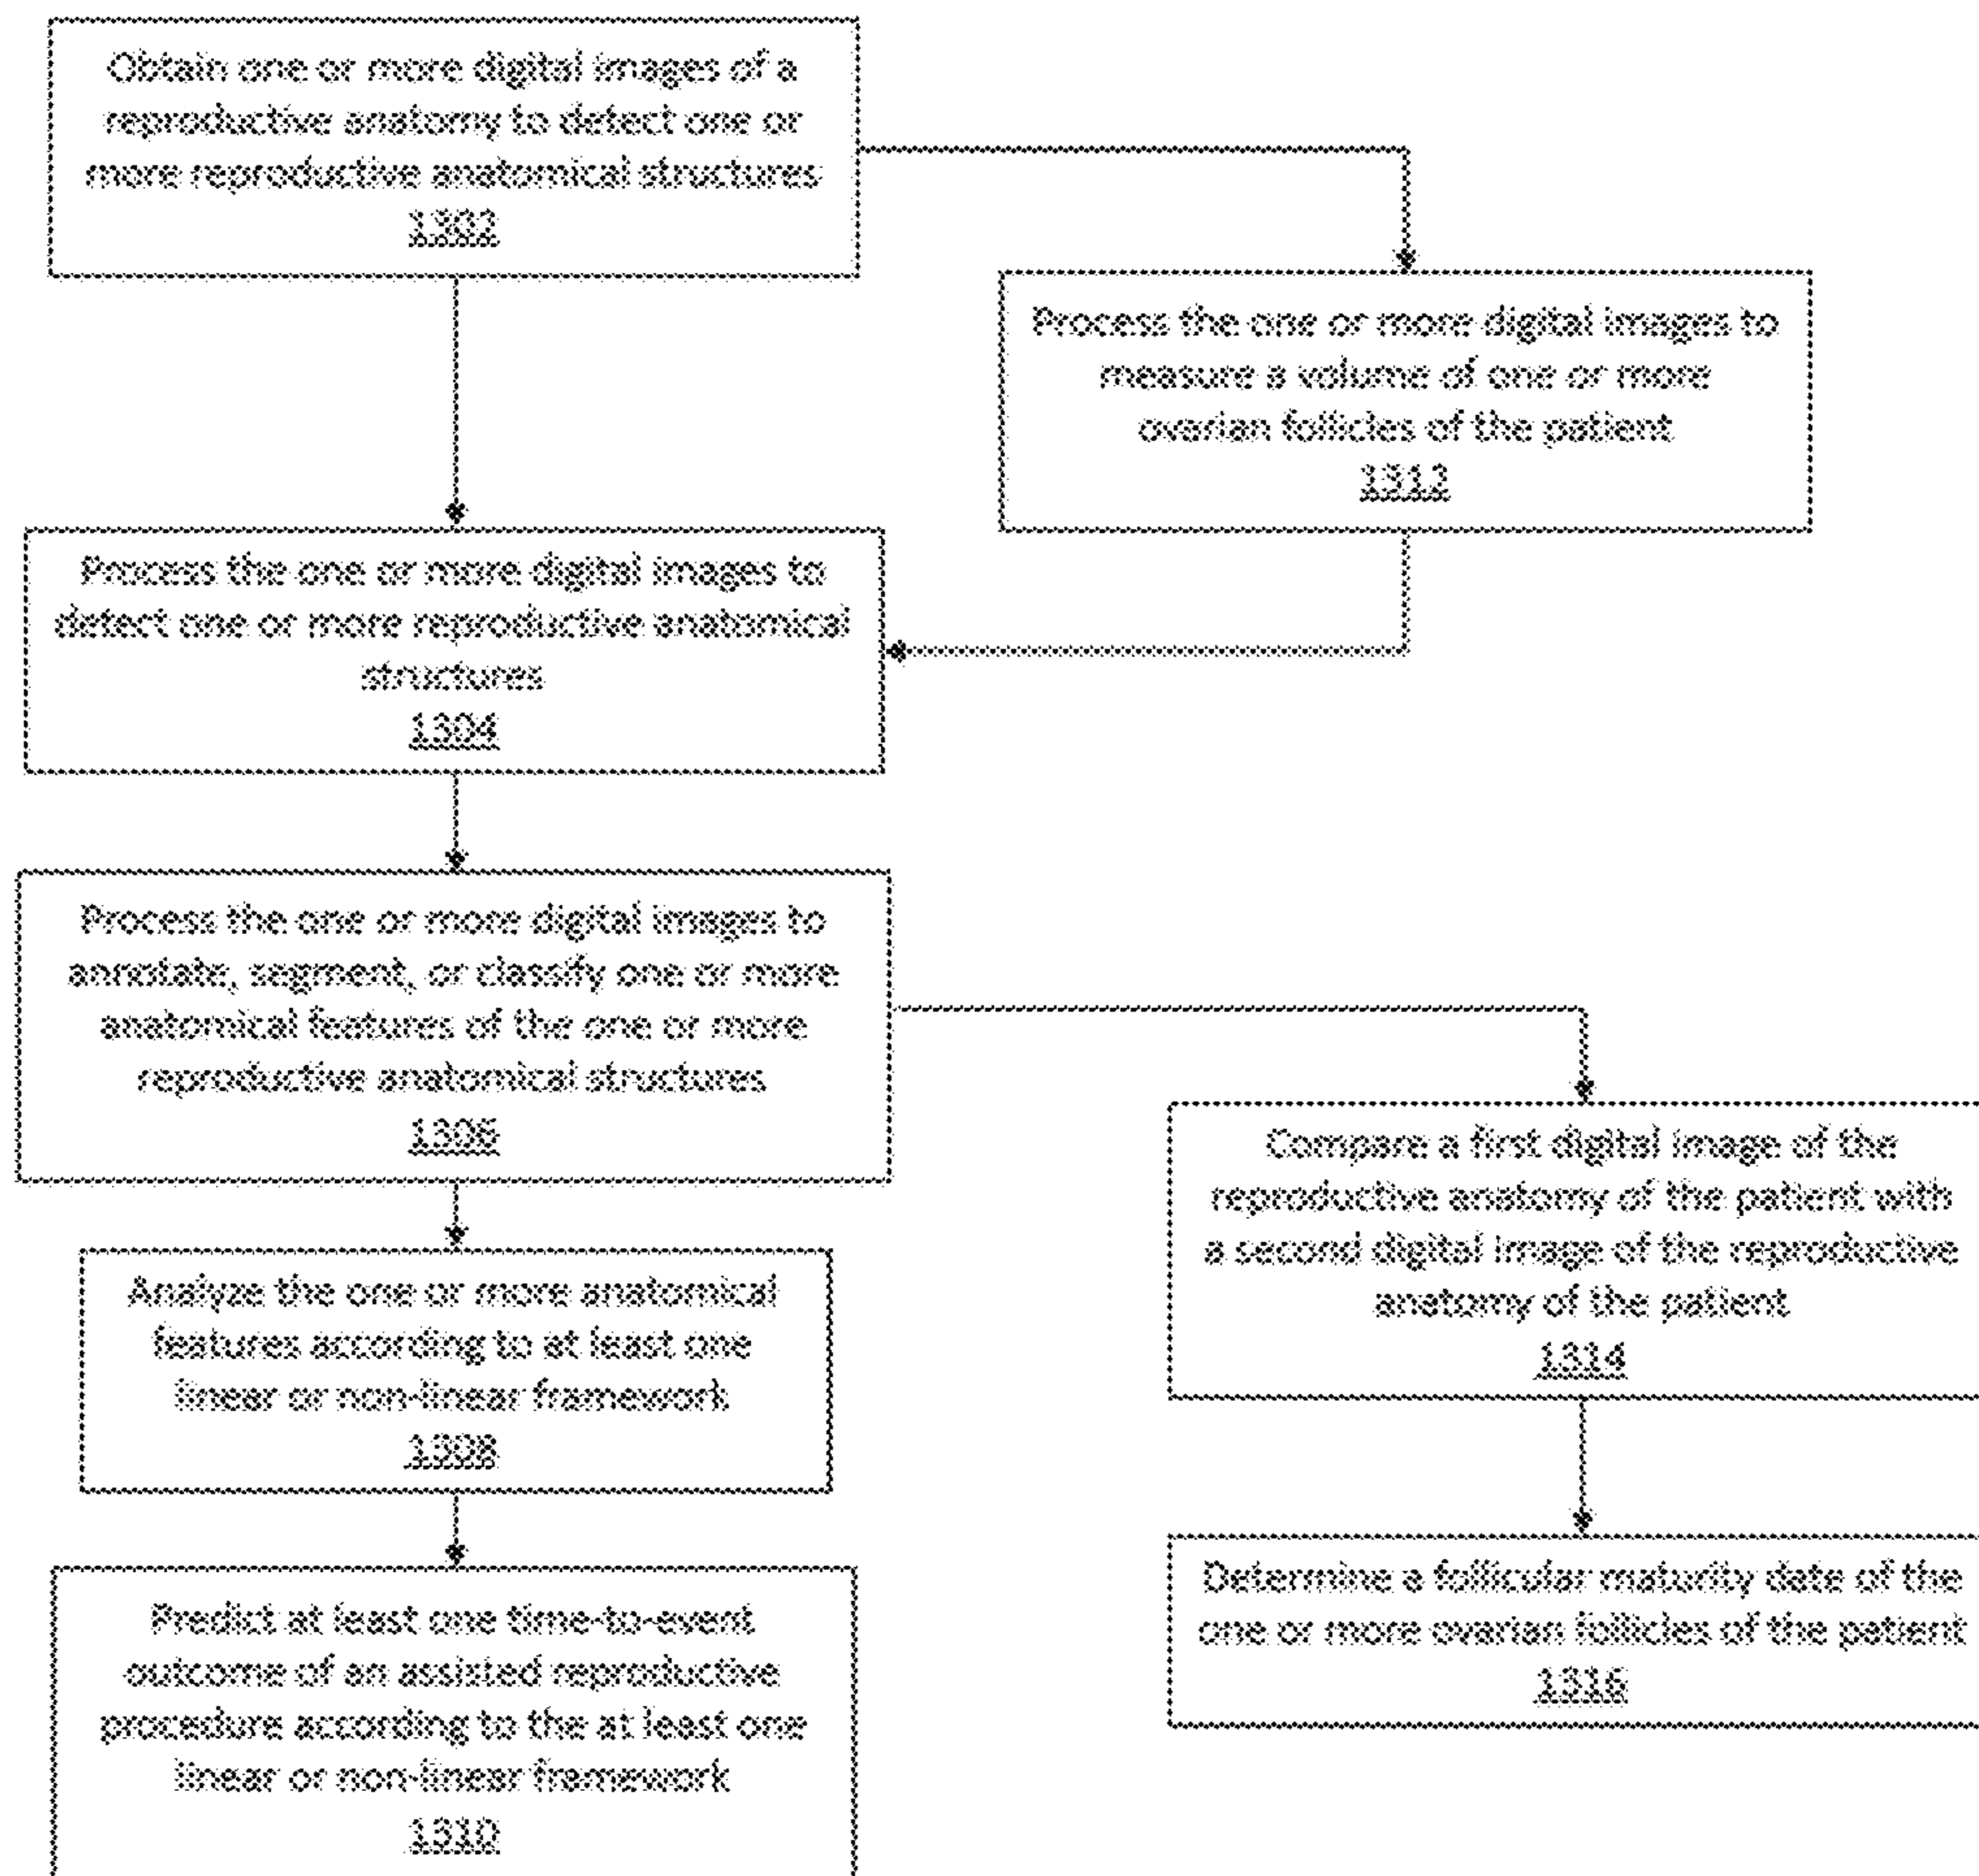 Obtain one or more digital images of a
reproductive anatomy to detect one or
more reproductive anatomical structures
1302
Process the one or more digital images to
measure a volume of one or more
ovarian follicles of the patient
1312
Process the one or more digital images to
detect one or more reproductive anatomical
structures
1304
Process the one or more digital images to
annotate, segment, or classify one or more
anatomical features of the one or more
reproductive anatomical structures
1306
Analyze the one or more anatomical
features according to at least one
linear or non-linear framework
1308
Predict at least one time-to-event
outcome of an assisted reproductive
procedure according to the at least one
linear or non-linear framework
1310
Compare a first digital image of the
reproductive anatomy of the patient with
a second digital image of the reproductive
anatomy of the patient
1314
Determine a follicular maturity date of the
one or more ovarian follicles of the patient
1316